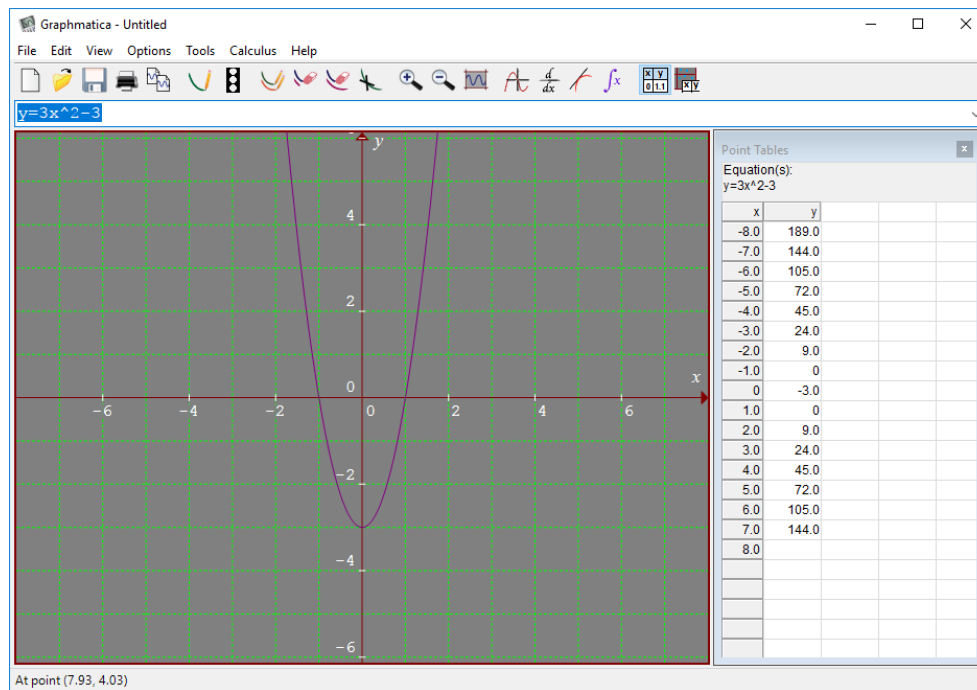 Graphmatica - Untitled
File Edit View Options Tools Calculus Help
d/dx ∫x x y 0 1.1 x y
y=3x^2-3
y
4
2
0
x
-6 -4 -2 0 2 4 6
-2
-4
-6
Point Tables
Equation(s):
y=3x^2-3
x y
-8.0 189.0
-7.0 144.0
-6.0 105.0
-5.0 72.0
-4.0 45.0
-3.0 24.0
-2.0 9.0
-1.0 0
0 -3.0
1.0 0
2.0 9.0
3.0 24.0
4.0 45.0
5.0 72.0
6.0 105.0
7.0 144.0
8.0
At point (7.93, 4.03)